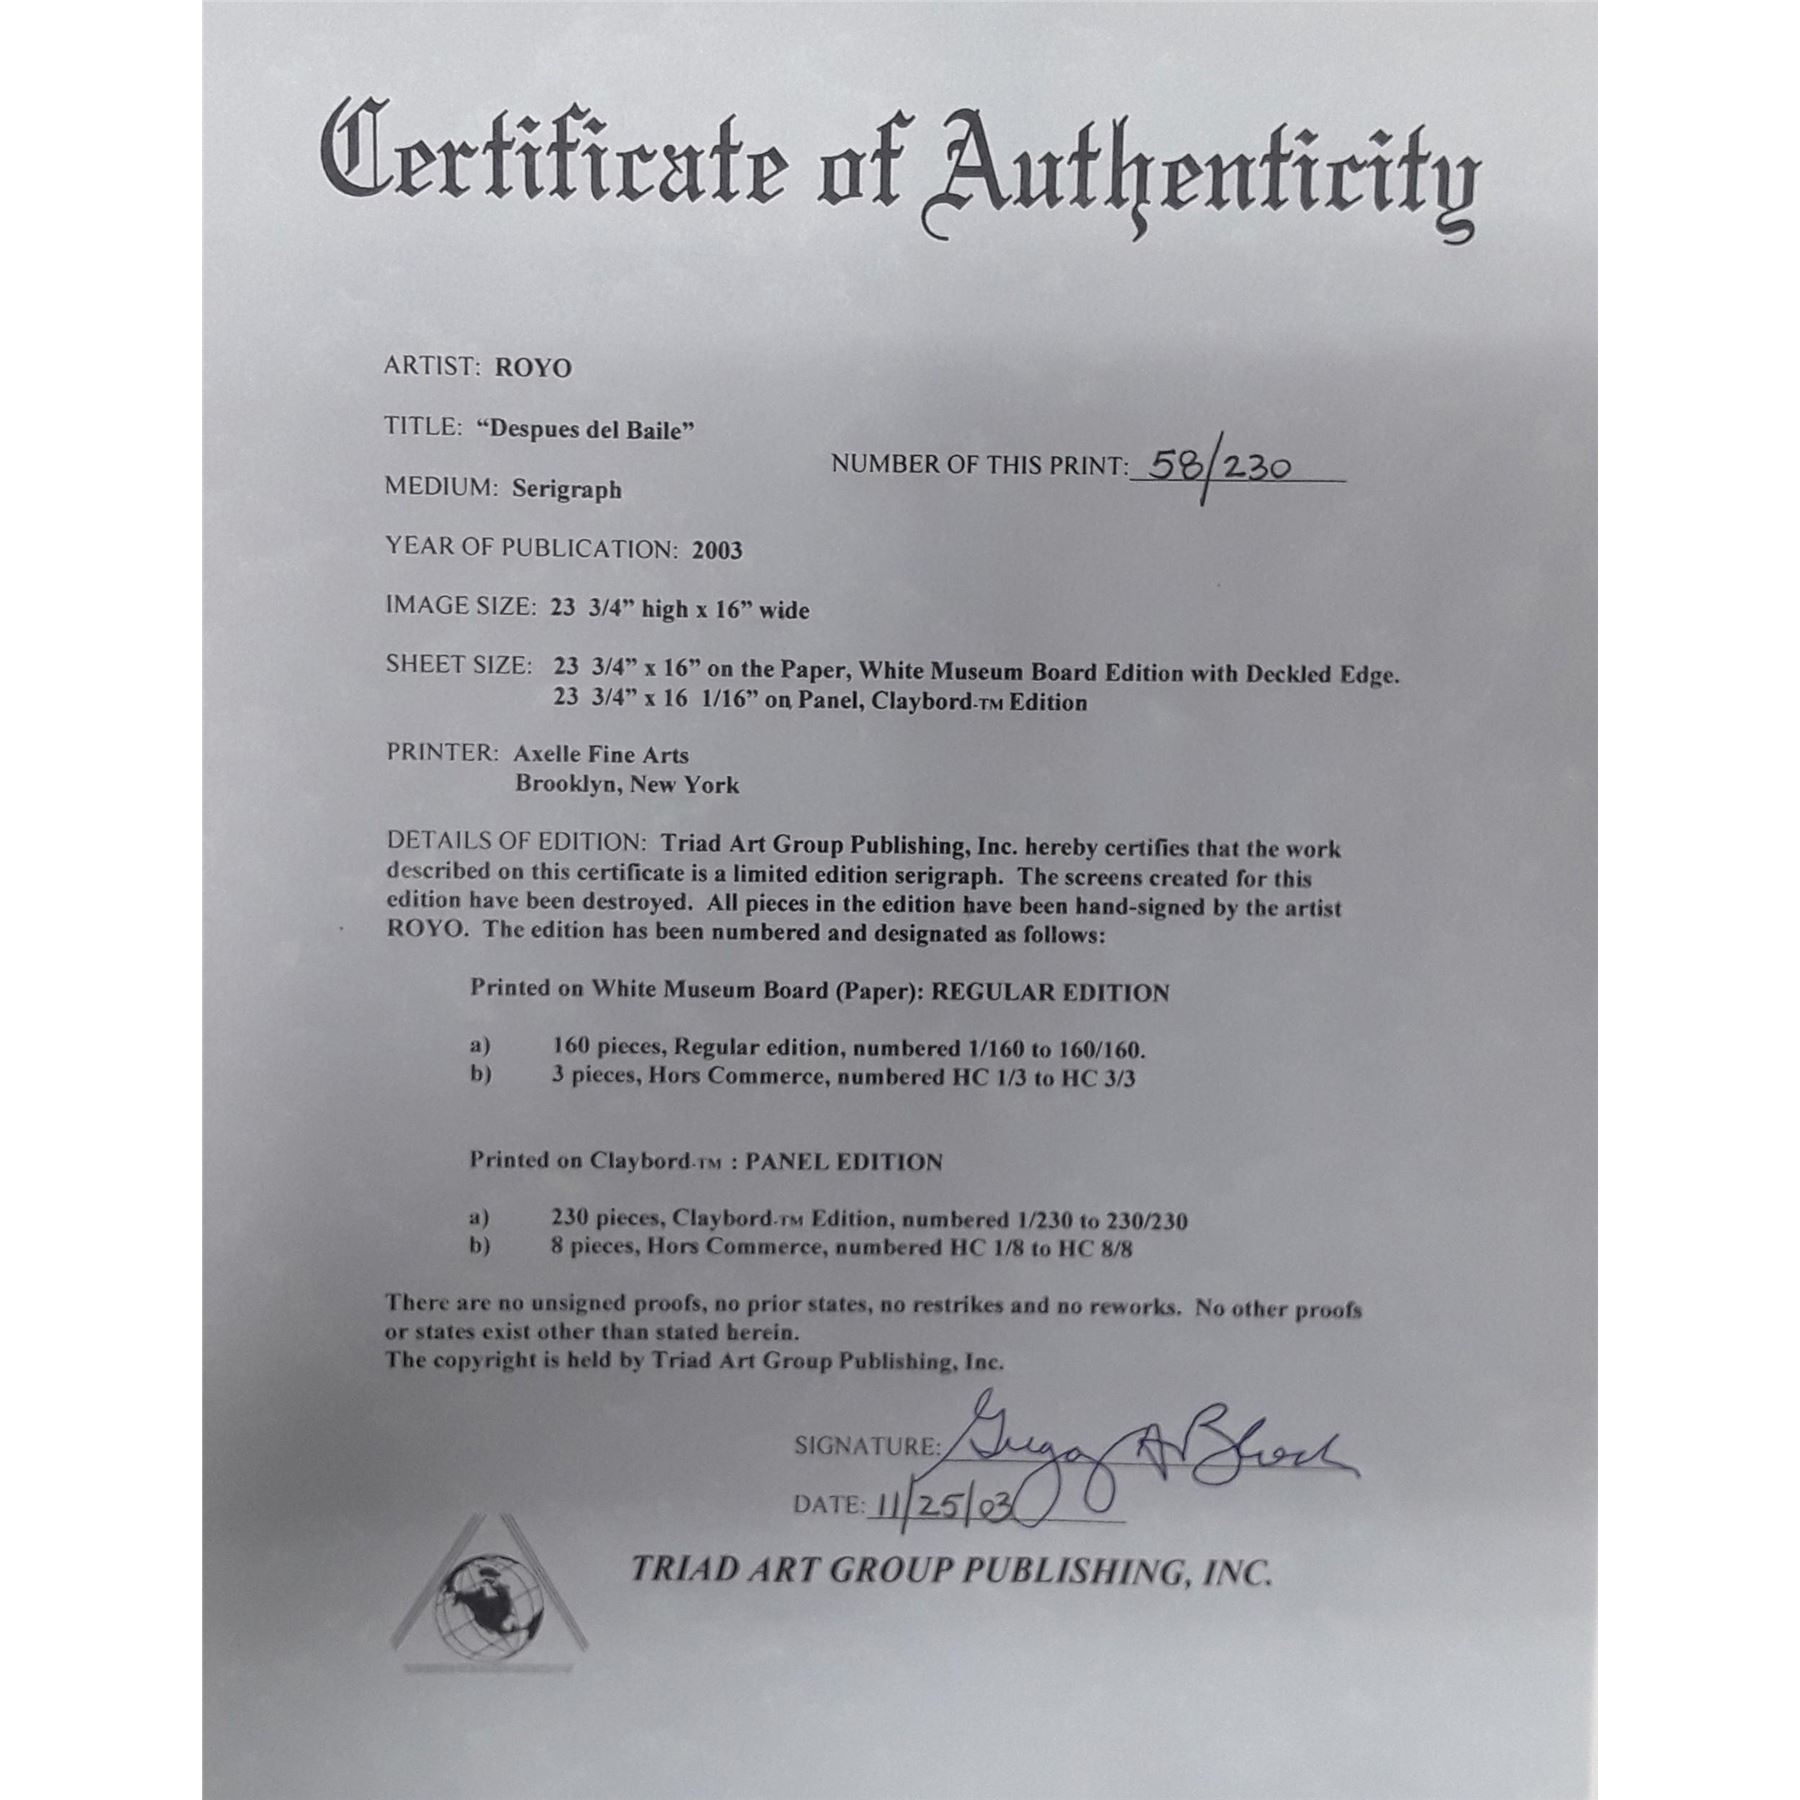 Certificate of Authenticity
ARTIST: ROYO
TITLE: “Despues del Baile”
NUMBER OF THIS PRINT: 58/230
MEDIUM: Serigraph
YEAR OF PUBLICATION: 2003
IMAGE SIZE: 23 3/4” high x 16” wide
SHEET SIZE: 23 3/4” x 16” on the Paper, White Museum Board Edition with Deckled Edge.
23 3/4” x 16 1/16” on Panel, Claybord-TM Edition
PRINTER: Axelle Fine Arts
Brooklyn, New York
DETAILS OF EDITION: Triad Art Group Publishing, Inc. hereby certifies that the work
described on this certificate is a limited edition serigraph. The screens created for this
edition have been destroyed. All pieces in the edition have been hand-signed by the artist
ROYO. The edition has been numbered and designated as follows:
Printed on White Museum Board (Paper): REGULAR EDITION
a) 160 pieces, Regular edition, numbered 1/160 to 160/160.
b) 3 pieces, Hors Commerce, numbered HC 1/3 to HC 3/3
Printed on Claybord-TM : PANEL EDITION
a) 230 pieces, Claybord-TM Edition, numbered 1/230 to 230/230
b) 8 pieces, Hors Commerce, numbered HC 1/8 to HC 8/8
There are no unsigned proofs, no prior states, no restrikes and no reworks. No other proofs
or states exist other than stated herein.
The copyright is held by Triad Art Group Publishing, Inc.
SIGNATURE:
DATE: 11/25/03
TRIAD ART GROUP PUBLISHING, INC.